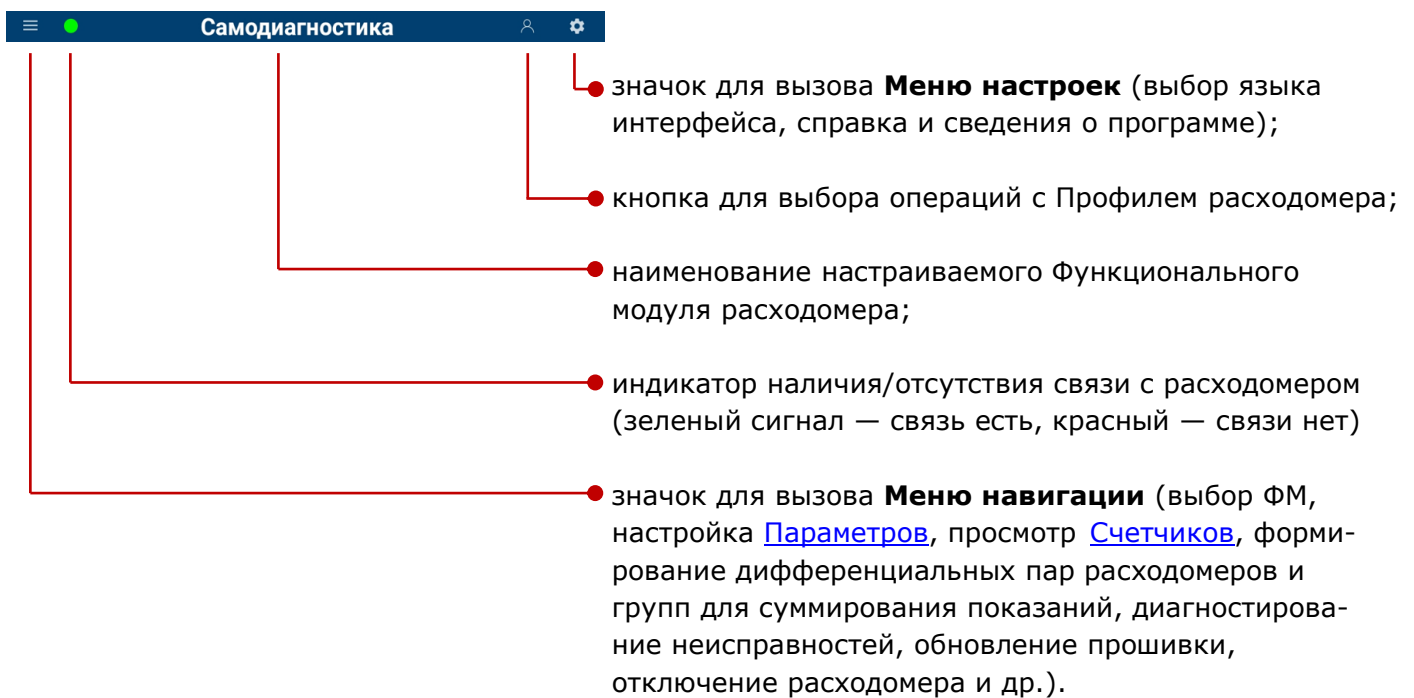 Самодиагностика
значок для вызова Меню настроек (выбор языка
интерфейса, справка и сведения о программе);
кнопка для выбора операций с Профилем расходомера;
наименование настраиваемого Функционального
модуля расходомера;
индикатор наличия/отсутствия связи с расходомером
(зеленый сигнал — связь есть, красный — связи нет)
значок для вызова Меню навигации (выбор ФМ,
настройка Параметров, просмотр Счетчиков, форми-
рование дифференциальных пар расходомеров и
групп для суммирования показаний, диагностирова-
ние неисправностей, обновление прошивки,
отключение расходомера и др.).